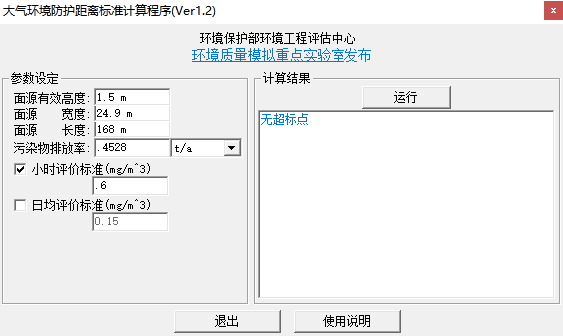 大气环境防护距离标准计算程序(Ver1.2)
x
环境保护部环境工程评估中心
环境质量模拟重点实验室发布
参数设定
面源有效高度: 1.5 m
面源 宽度: 24.9 m
面源 长度: 168 m
污染物排放率: .4528 t/a
小时评价标准(mg/m^3)
.6
日均评价标准(mg/m^3)
0.15
计算结果
运行
无超标点
退出
使用说明